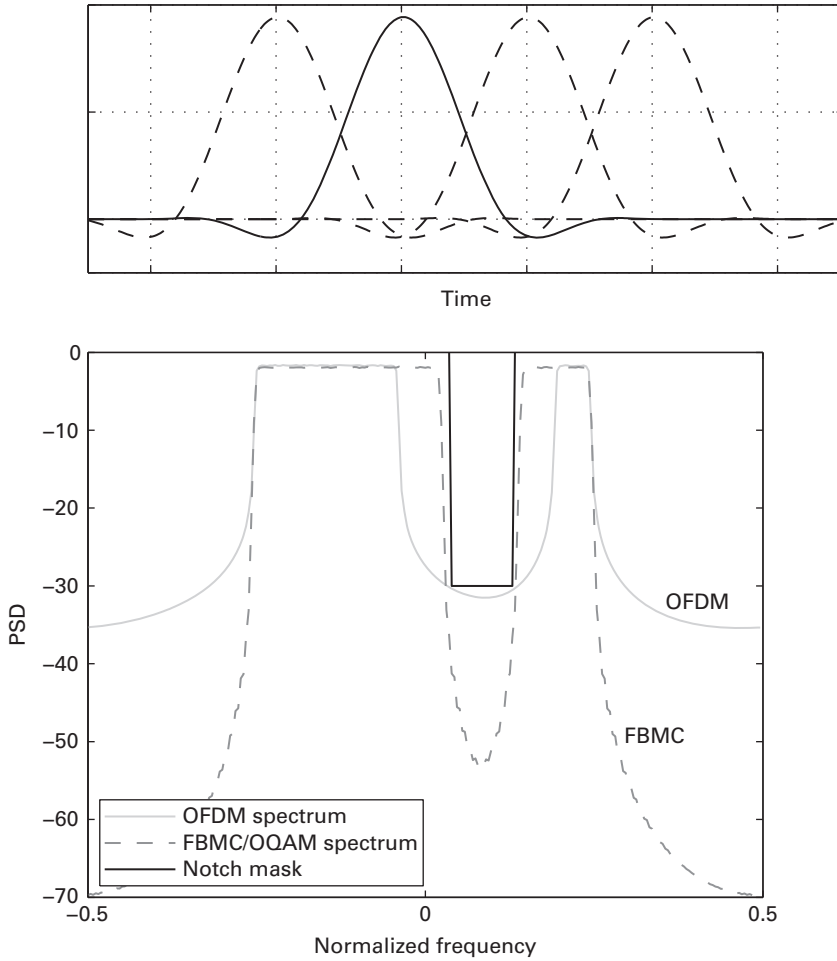 Time
0
−10
−20
−30
−40
−50
−60
−70
PSD
OFDM
FBMC
OFDM spectrum
FBMC/OQAM spectrum
Notch mask
−0.5
0
0.5
Normalized frequency